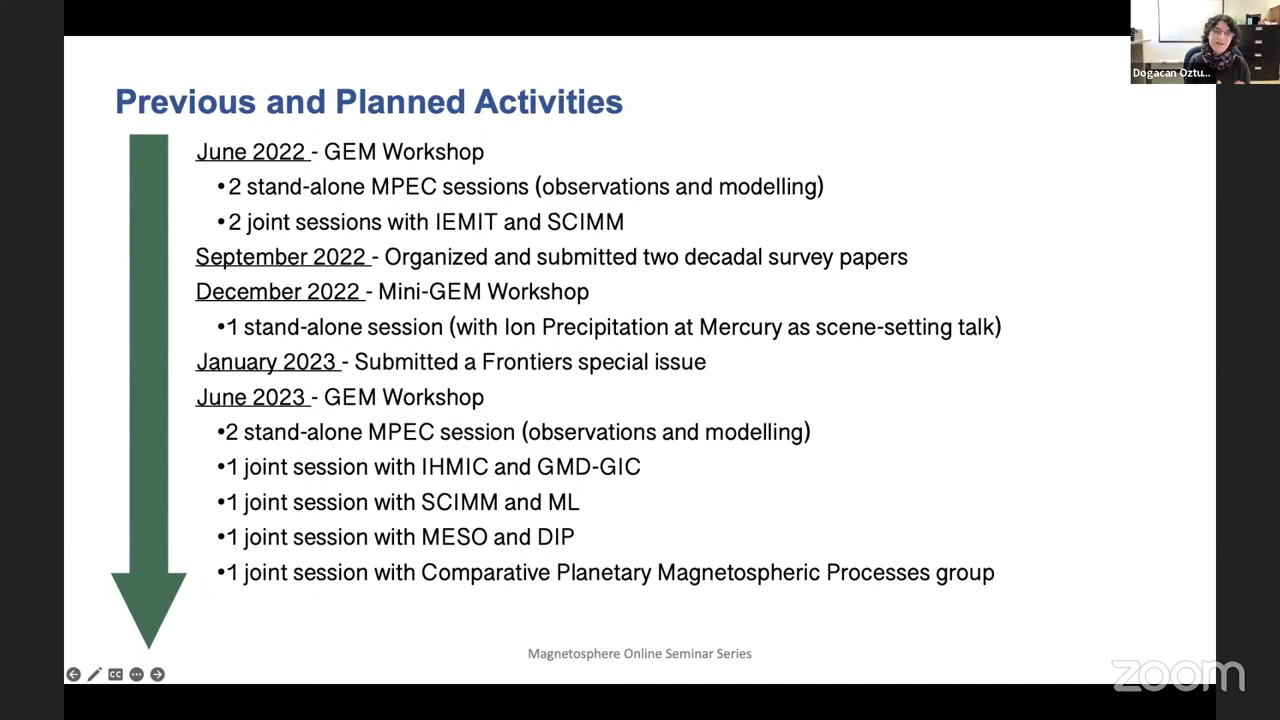 Dogacan Oztu...
Previous and Planned Activities
June 2022 - GEM Workshop
•2 stand-alone MPEC sessions (observations and modelling)
•2 joint sessions with IEMIT and SCIMM
September 2022 - Organized and submitted two decadal survey papers
December 2022 - Mini-GEM Workshop
•1 stand-alone session (with Ion Precipitation at Mercury as scene-setting talk)
January 2023 - Submitted a Frontiers special issue
June 2023 - GEM Workshop
•2 stand-alone MPEC session (observations and modelling)
•1 joint session with IHMIC and GMD-GIC
•1 joint session with SCIMM and ML
•1 joint session with MESO and DIP
•1 joint session with Comparative Planetary Magnetospheric Processes group
Magnetosphere Online Seminar Series
CC
zoom